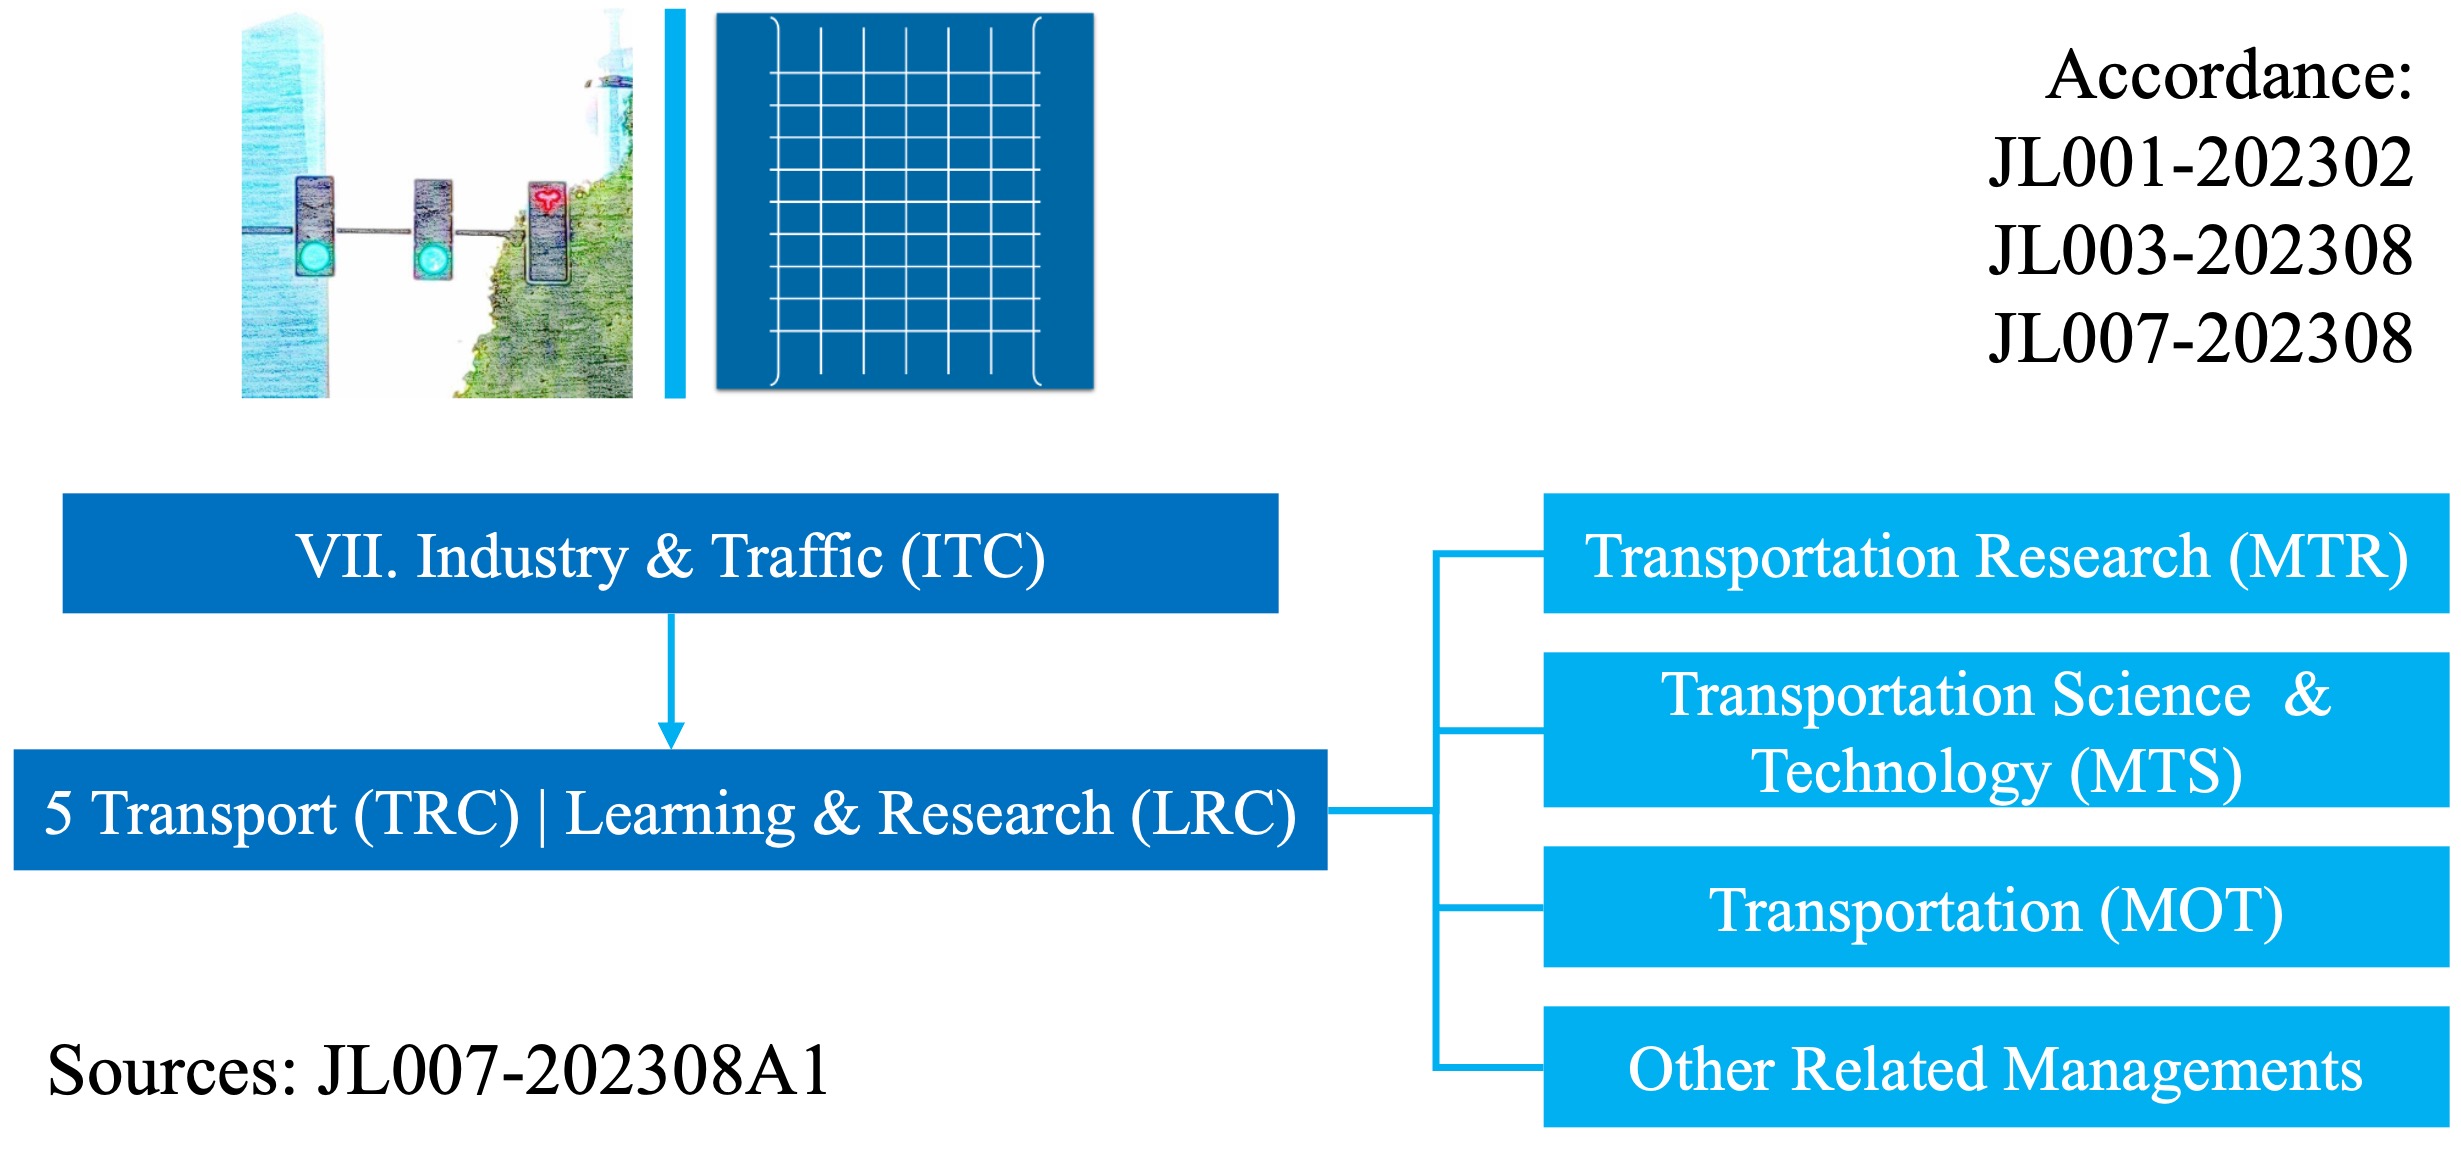 Accordance:
JL001-202302
JL003-202308
JL007-202308
VII. Industry & Traffic (ITC)
5 Transport (TRC) | Learning & Research (LRC)
Transportation Research (MTR)
Transportation Science &
Technology (MTS)
Transportation (MOT)
Other Related Managements
Sources: JL007-202308A1